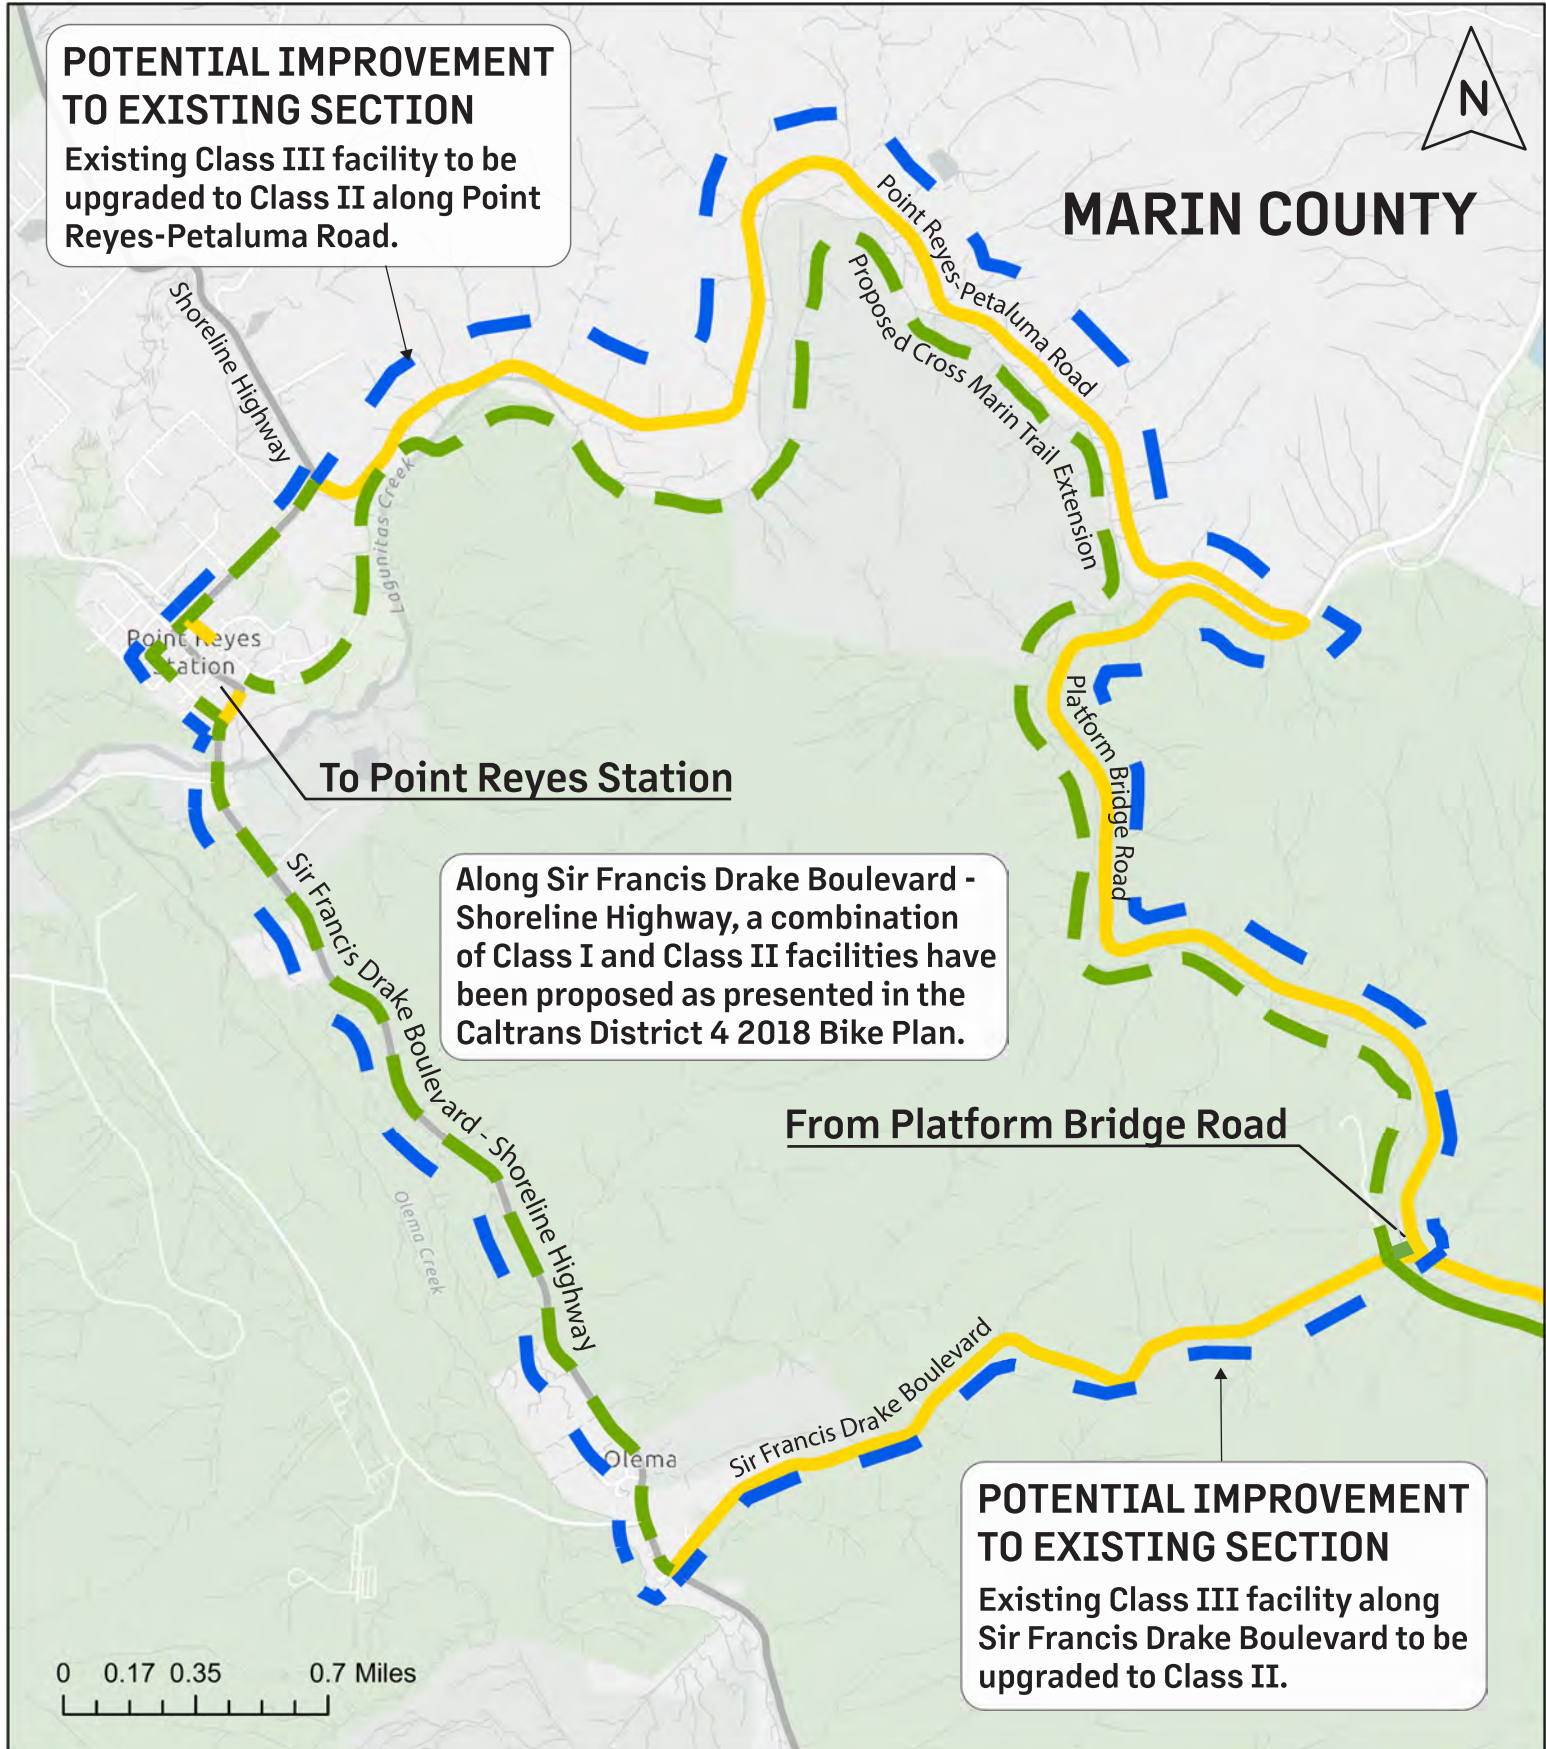 POTENTIAL IMPROVEMENT
TO EXISTING SECTION
Existing Class III facility to be
upgraded to Class II along Point
Reyes-Petaluma Road.
N
MARIN COUNTY
Shoreline Highway
Point Reyes-Petaluma Road
Proposed Cross Marin Trail Extension
Lagunitas Creek
Point Reyes
Station
Platform Bridge Road
To Point Reyes Station
Sir Francis Drake Boulevard - Shoreline Highway
Along Sir Francis Drake Boulevard -
Shoreline Highway, a combination
of Class I and Class II facilities have
been proposed as presented in the
Caltrans District 4 2018 Bike Plan.
From Platform Bridge Road
Olema Creek
Sir Francis Drake Boulevard
Olema
POTENTIAL IMPROVEMENT
TO EXISTING SECTION
Existing Class III facility along
Sir Francis Drake Boulevard to be
upgraded to Class II.
0 0.17 0.35 0.7 Miles